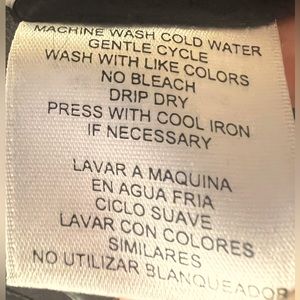 MACHINE WASH COLD WATER
GENTLE CYCLE
WASH WITH LIKE COLORS
NO BLEACH
DRIP DRY
PRESS WITH COOL IRON
IF NECESSARY
LAVAR A MAQUINA
EN AGUA FRIA
CICLO SUAVE
LAVAR CON COLORES
SIMILARES
NO UTILIZAR BLANQUEADOR